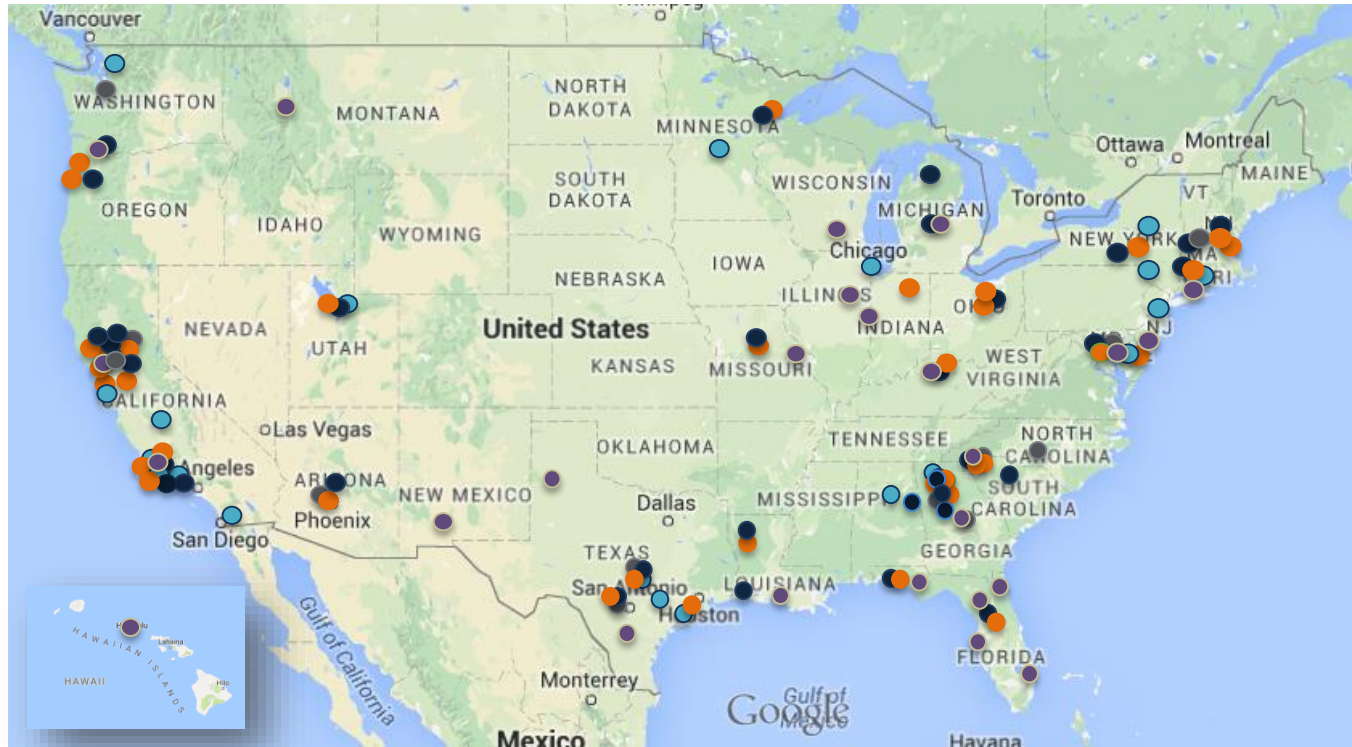 Vancouver
WASHINGTON
MONTANA
NORTH
DAKOTA
MINNESOTA
Ottawa
Montreal
MAINE
VT
SOUTH
DAKOTA
WISCONSIN
MICHIGAN
Toronto
OREGON
IDAHO
WYOMING
NEW YORK
MA
RI
Chicago
IOWA
NEBRASKA
ILLINOIS
INDIANA
NJ
NEVADA
UTAH
United States
KANSAS
MISSOURI
WEST
VIRGINIA
CALIFORNIA
Las Vegas
OKLAHOMA
TENNESSEE
NORTH
CAROLINA
Angeles
ARIZONA
NEW MEXICO
MISSISSIPPI
SOUTH
CAROLINA
Dallas
Phoenix
San Diego
GEORGIA
TEXAS
San Antonio
LOUISIANA
Houston
Gulf of California
HAWAIIAN ISLANDS
Lahaina
HAWAII
Hilo
FLORIDA
Monterrey
Gulf of
Mexico
Google
Mexico
Havana